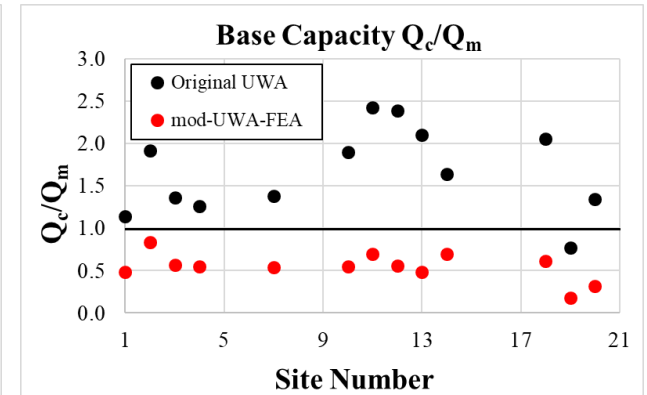 Base Capacity Qc/Qm
3.0
2.5
2.0
1.5
1.0
0.5
0.0
Original UWA
mod-UWA-FEA
Qc/Qm
1 5 9 13 17 21
Site Number